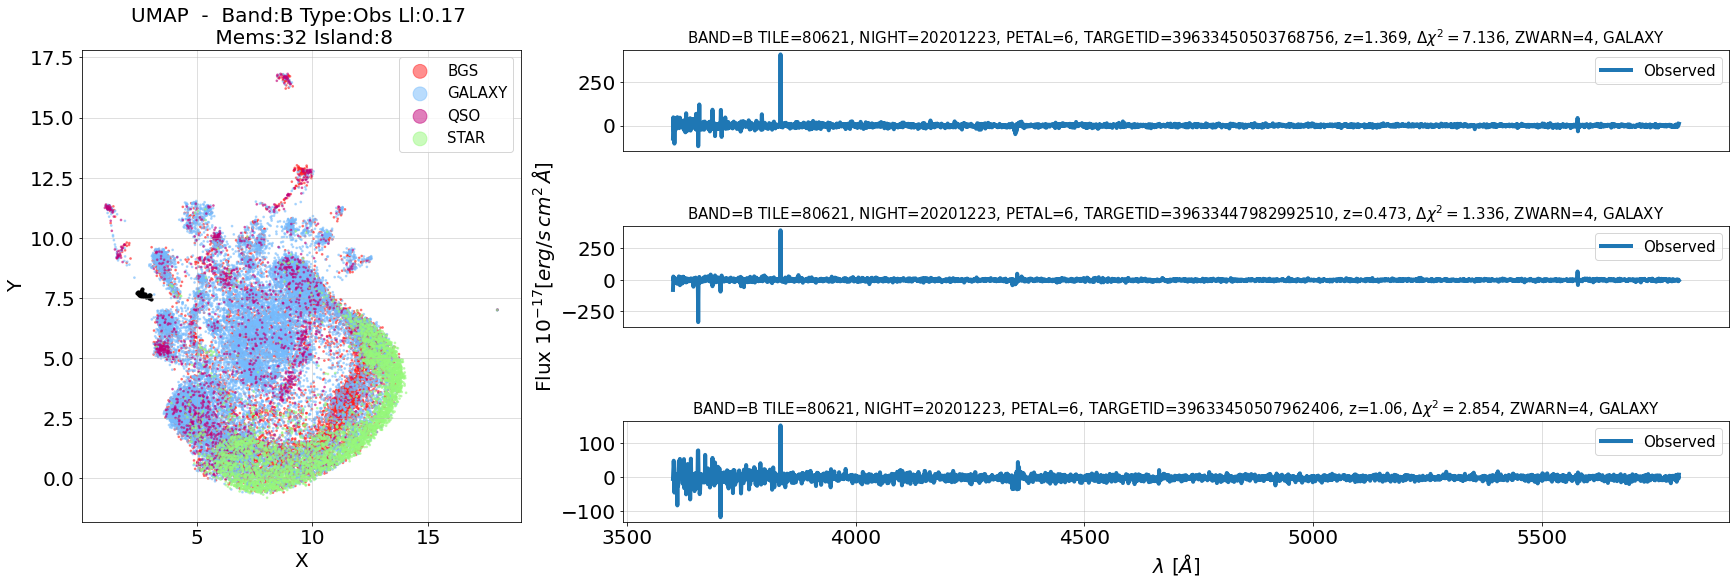 UMAP - Band:B Type:Obs Ll:0.17
Mems:32 Island:8
17.5
15.0
12.5
10.0
7.5
5.0
2.5
0.0
Y
BGS
GALAXY
QSO
STAR
5
10
15
X
Flux 10⁻¹⁷[erg/s cm² Å]
BAND=B TILE=80621, NIGHT=20201223, PETAL=6, TARGETID=39633450503768756, z=1.369, Δχ² = 7.136, ZWARN=4, GALAXY
250
0
Observed
BAND=B TILE=80621, NIGHT=20201223, PETAL=6, TARGETID=39633447982992510, z=0.473, Δχ² = 1.336, ZWARN=4, GALAXY
250
0
−250
Observed
BAND=B TILE=80621, NIGHT=20201223, PETAL=6, TARGETID=39633450507962406, z=1.06, Δχ² = 2.854, ZWARN=4, GALAXY
100
0
−100
Observed
3500
4000
4500
5000
5500
λ [Å]